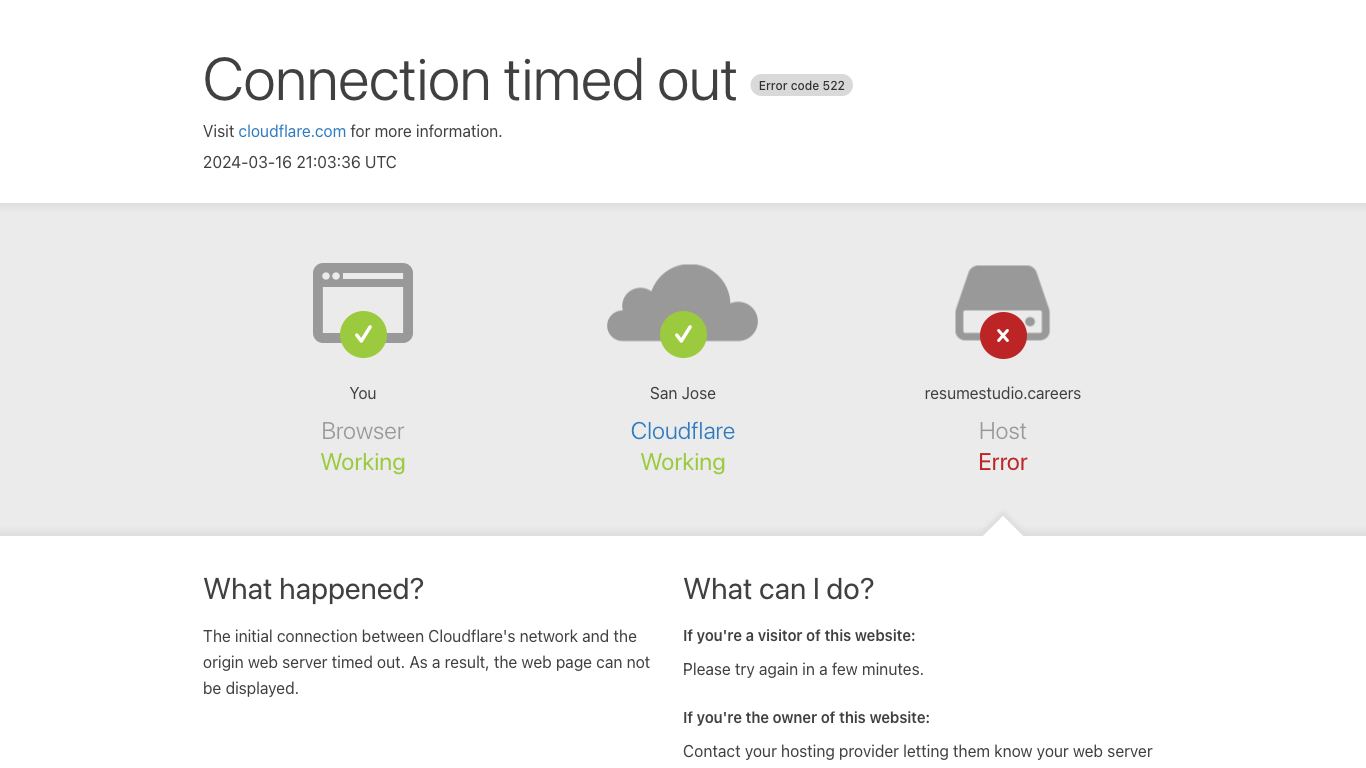 Connection timed out Error code 522
Visit cloudflare.com for more information.
2024-03-16 21:03:36 UTC
You
Browser
Working
San Jose
Cloudflare
Working
resumestudio.careers
Host
Error
What happened?
The initial connection between Cloudflare's network and the
origin web server timed out. As a result, the web page can not
be displayed.
What can I do?
If you're a visitor of this website:
Please try again in a few minutes.
If you're the owner of this website:
Contact your hosting provider letting them know your web server